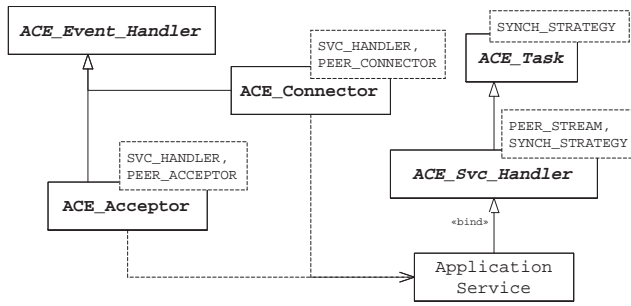 ACE_Event_Handler
SYNCH_STRATEGY
ACE_Task
SVC_HANDLER,
PEER_CONNECTOR
ACE_Connector
PEER_STREAM,
SYNCH_STRATEGY
ACE_Svc_Handler
SVC_HANDLER,
PEER_ACCEPTOR
ACE_Acceptor
«bind»
Application
Service